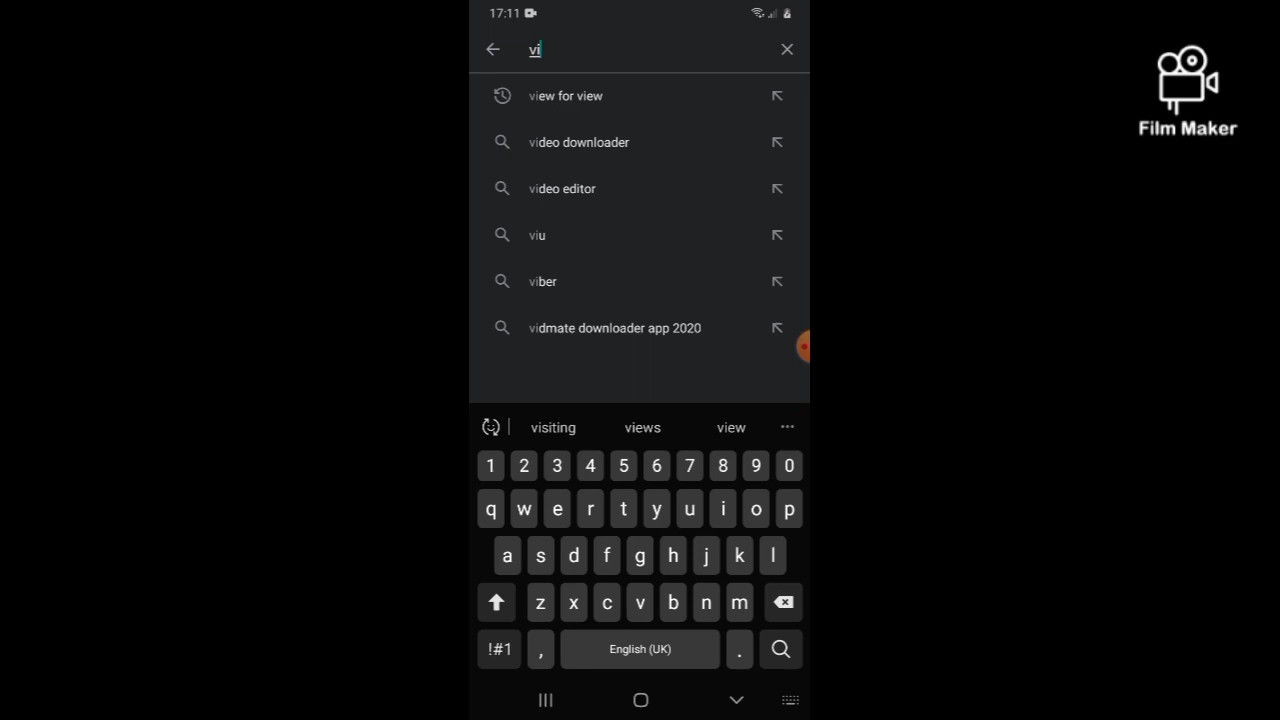 17:11
vi
view for view
video downloader
video editor
viu
viber
vidmate downloader app 2020
Film Maker
visiting views view
1 2 3 4 5 6 7 8 9 0
q w e r t y u i o p
a s d f g h j k l
z x c v b n m
!#1 , English (UK) .